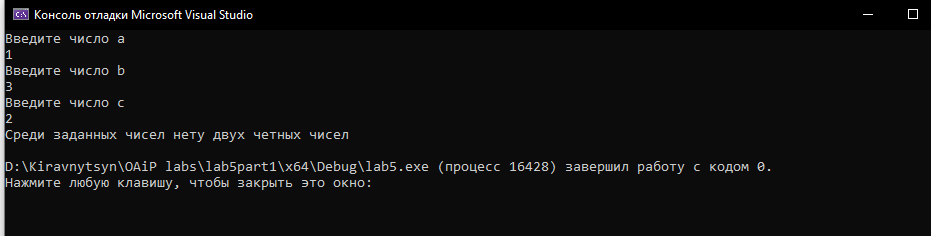 Консоль отладки Microsoft Visual Studio
Введите число a
1
Введите число b
3
Введите число c
2
Среди заданных чисел нету двух четных чисел
D:\Kiravnytsyn\OAiP labs\lab5part1\x64\Debug\lab5.exe (процесс 16428) завершил работу с кодом 0.
Нажмите любую клавишу, чтобы закрыть это окно: